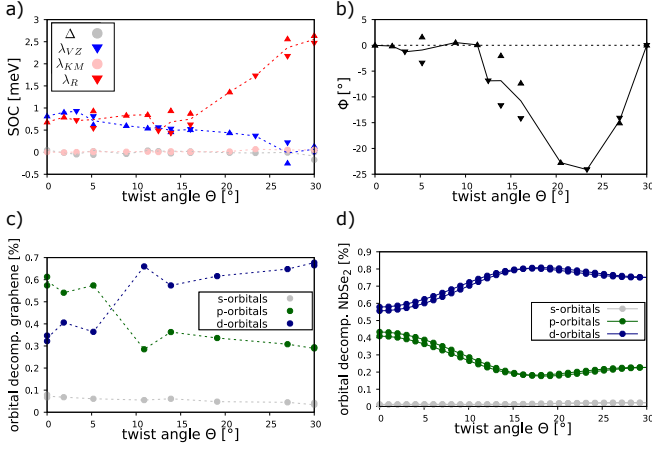 a)
Δ
λVZ
λKM
λR
SOC [meV]
3
2.5
2
1.5
1
0.5
0
-0.5
0 5 10 15 20 25 30
twist angle Θ [°]
b)
Φ [°]
5
0
-5
-10
-15
-20
-25
0 5 10 15 20 25 30
twist angle Θ [°]
c)
orbital decomp. graphene [%]
0.7
0.6
0.5
0.4
0.3
0.2
0.1
0
s-orbitals
p-orbitals
d-orbitals
0 5 10 15 20 25 30
twist angle Θ [°]
d)
orbital decomp. NbSe2 [%]
0.9
0.8
0.7
0.6
0.5
0.4
0.3
0.2
0.1
0
s-orbitals
p-orbitals
d-orbitals
0 5 10 15 20 25 30
twist angle Θ [°]